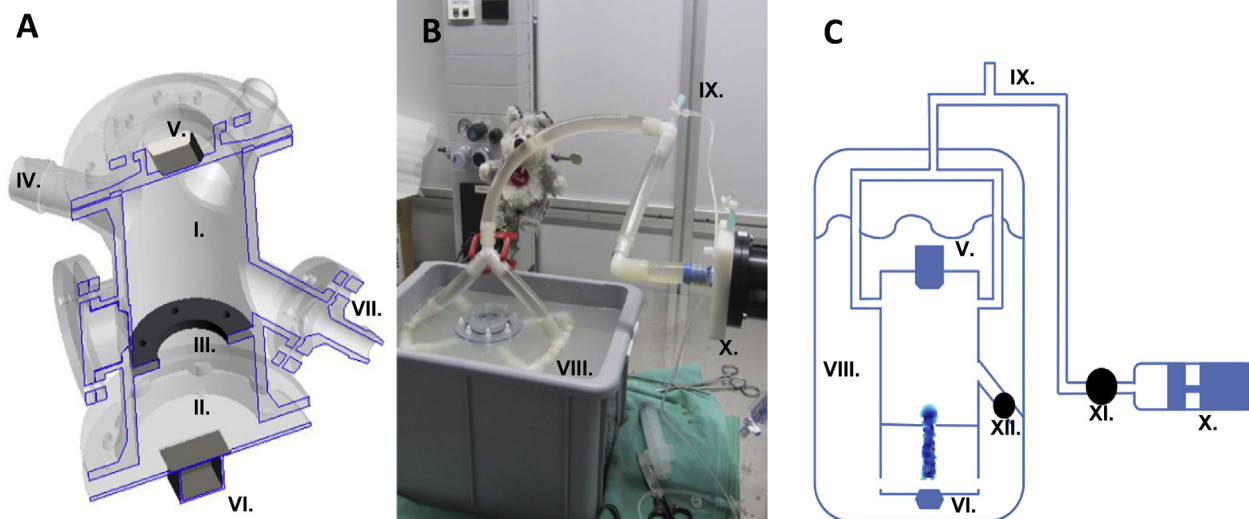 A
B
C
V.
IV.
I.
VII.
III.
II.
VI.
IX.
X.
VIII.
IX.
V.
VIII.
XI.
X.
XII.
VI.